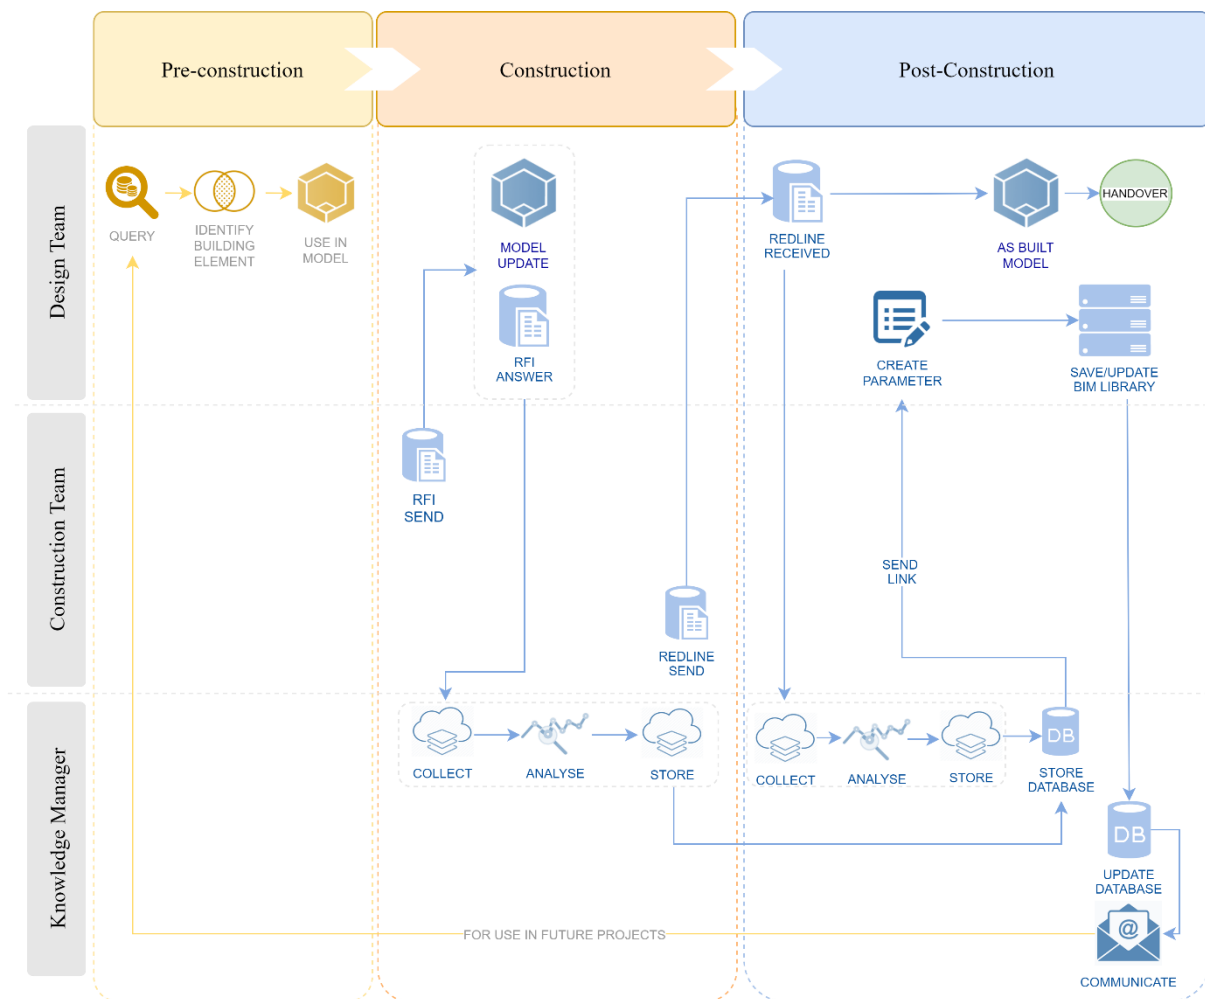 Pre-construction
Construction
Post-Construction
Design Team
Construction Team
Knowledge Manager
QUERY
IDENTIFY
BUILDING
ELEMENT
USE IN
MODEL
MODEL
UPDATE
RFI
ANSWER
REDLINE
RECEIVED
AS BUILT
MODEL
HANDOVER
CREATE
PARAMETER
SAVE/UPDATE
BIM LIBRARY
RFI
SEND
REDLINE
SEND
SEND
LINK
COLLECT
ANALYSE
STORE
COLLECT
ANALYSE
STORE
DB
STORE
DATABASE
DB
UPDATE
DATABASE
FOR USE IN FUTURE PROJECTS
@
COMMUNICATE